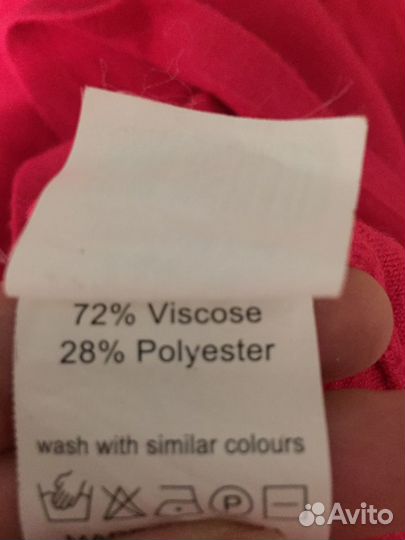 72% Viscose
28% Polyester
wash with similar colours
P
Avito